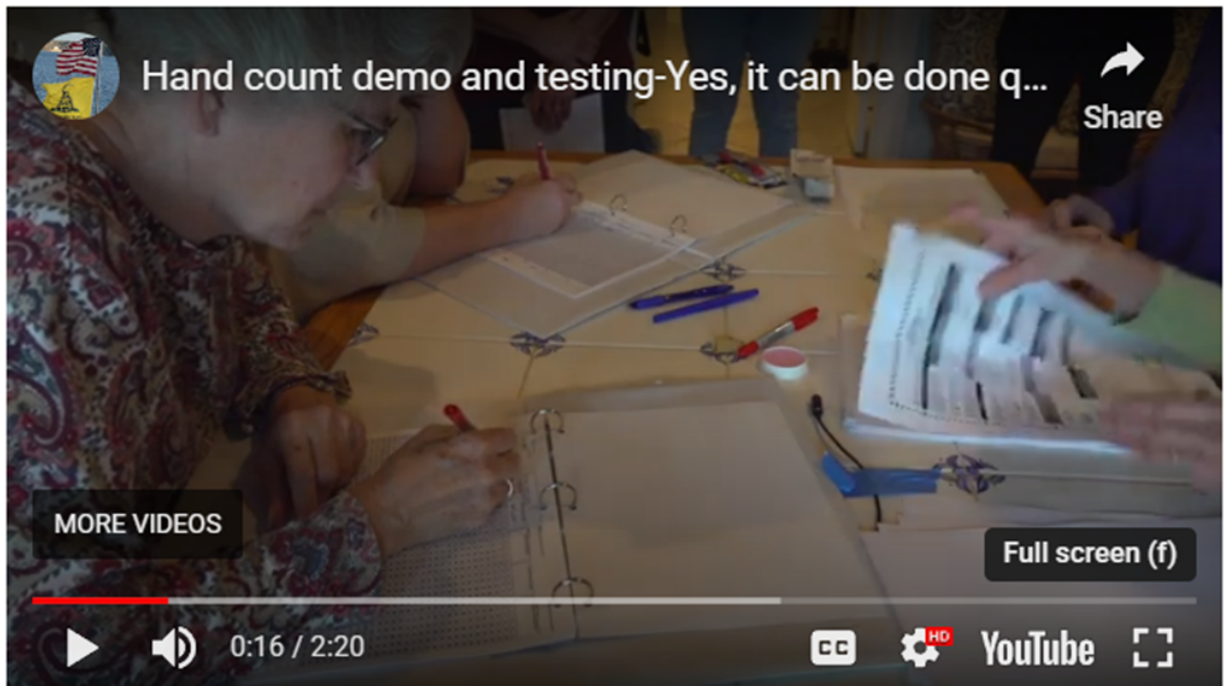 Hand count demo and testing-Yes, it can be done q...
Share
MORE VIDEOS
Full screen (f)
0:16 / 2:20
CC
HD
YouTube